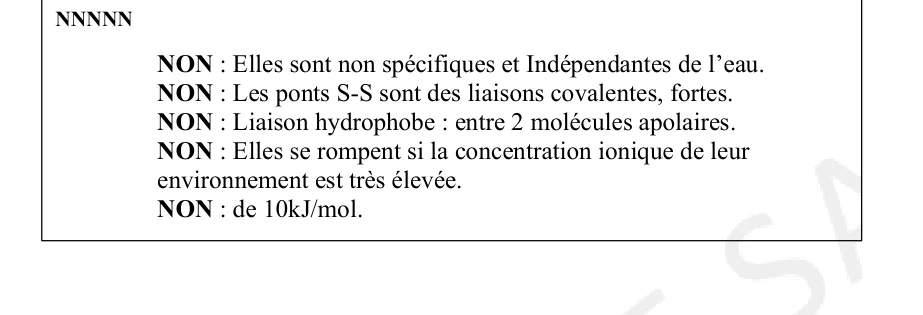 NNNNN
NON : Elles sont non spécifiques et Indépendantes de l’eau.
NON : Les ponts S-S sont des liaisons covalentes, fortes.
NON : Liaison hydrophobe : entre 2 molécules apolaires.
NON : Elles se rompent si la concentration ionique de leur
environnement est très élevée.
NON : de 10kJ/mol.